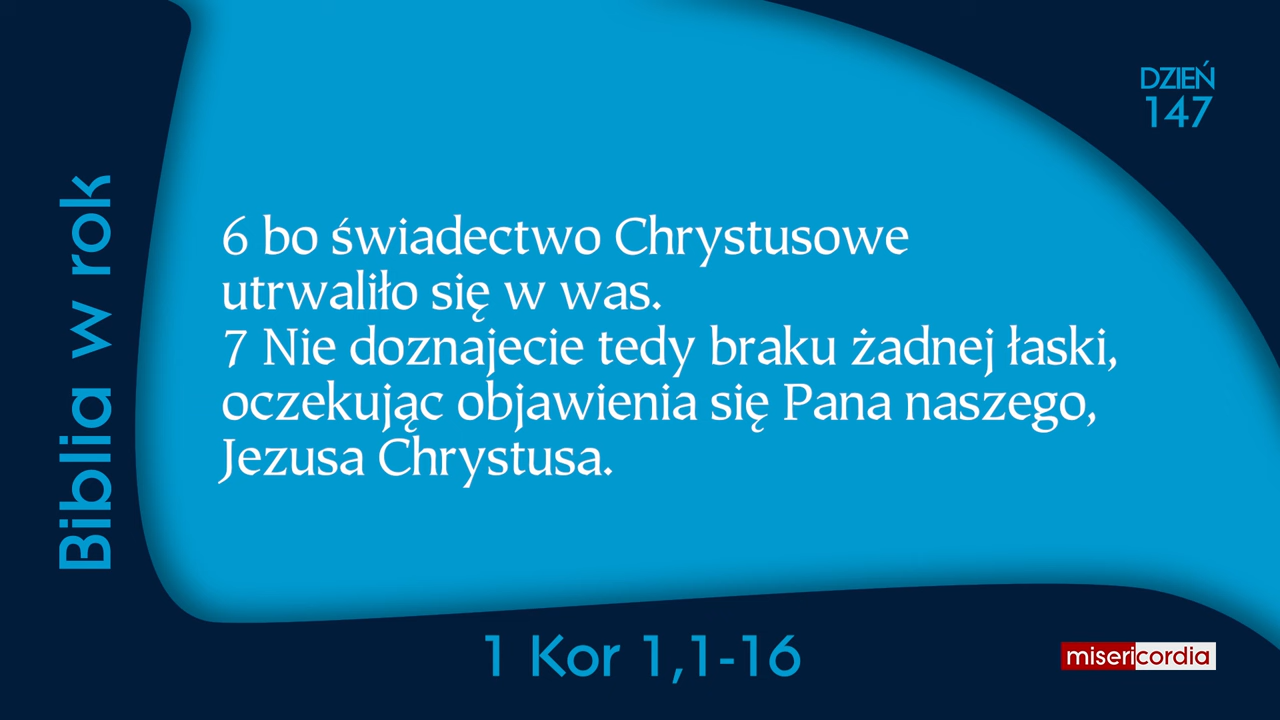 DZIEŃ
147
Biblia w rok
6 bo świadectwo Chrystusowe
utrwaliło się w was.
7 Nie doznajecie tedy braku żadnej łaski,
oczekując objawienia się Pana naszego,
Jezusa Chrystusa.
1 Kor 1,1-16
misericordia